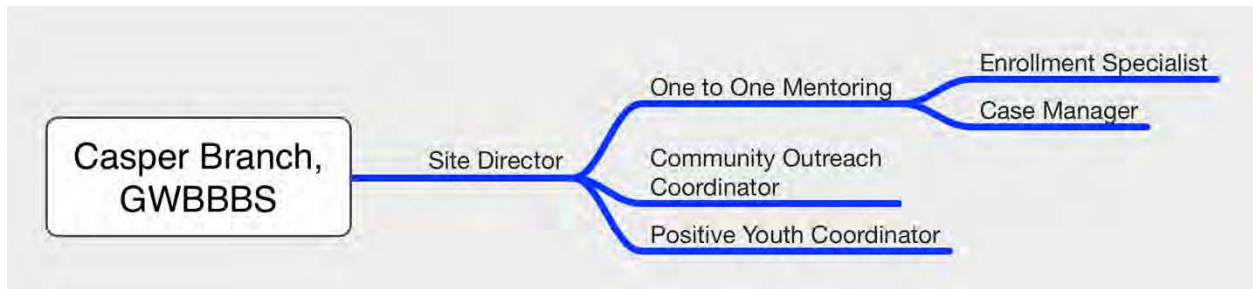 Casper Branch,
GWBBBS
Site Director
One to One Mentoring
Enrollment Specialist
Case Manager
Community Outreach
Coordinator
Positive Youth Coordinator